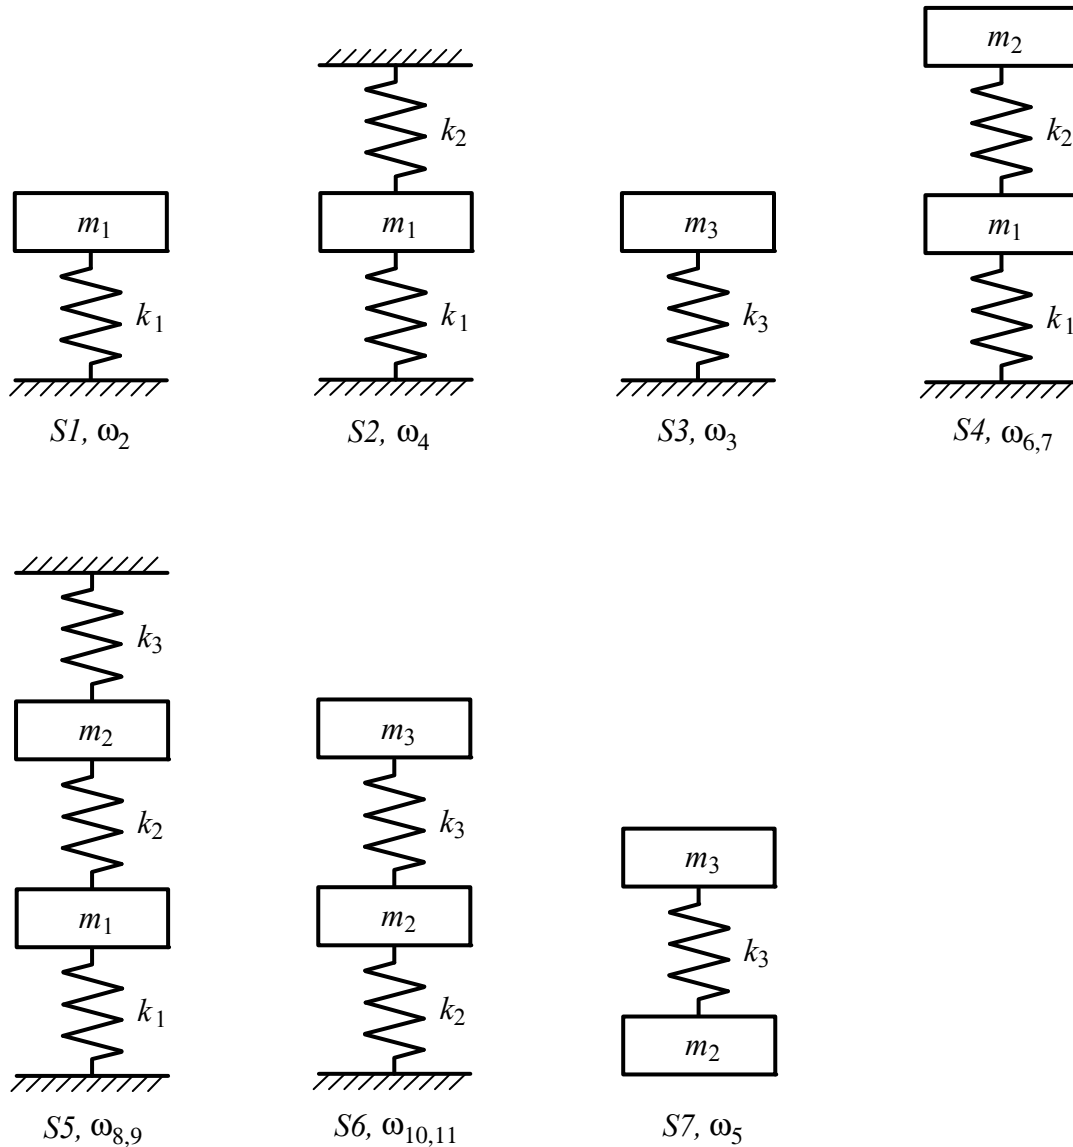 m₂
k₂
k₂
m₁
m₁
m₃
m₁
k₁
k₁
k₃
k₁
S1, ω₂
S2, ω₄
S3, ω₃
S4, ω₆,₇
k₃
m₂
m₃
k₂
k₃
m₃
m₁
m₂
k₃
k₁
k₂
m₂
S5, ω₈,₉
S6, ω₁₀,₁₁
S7, ω₅